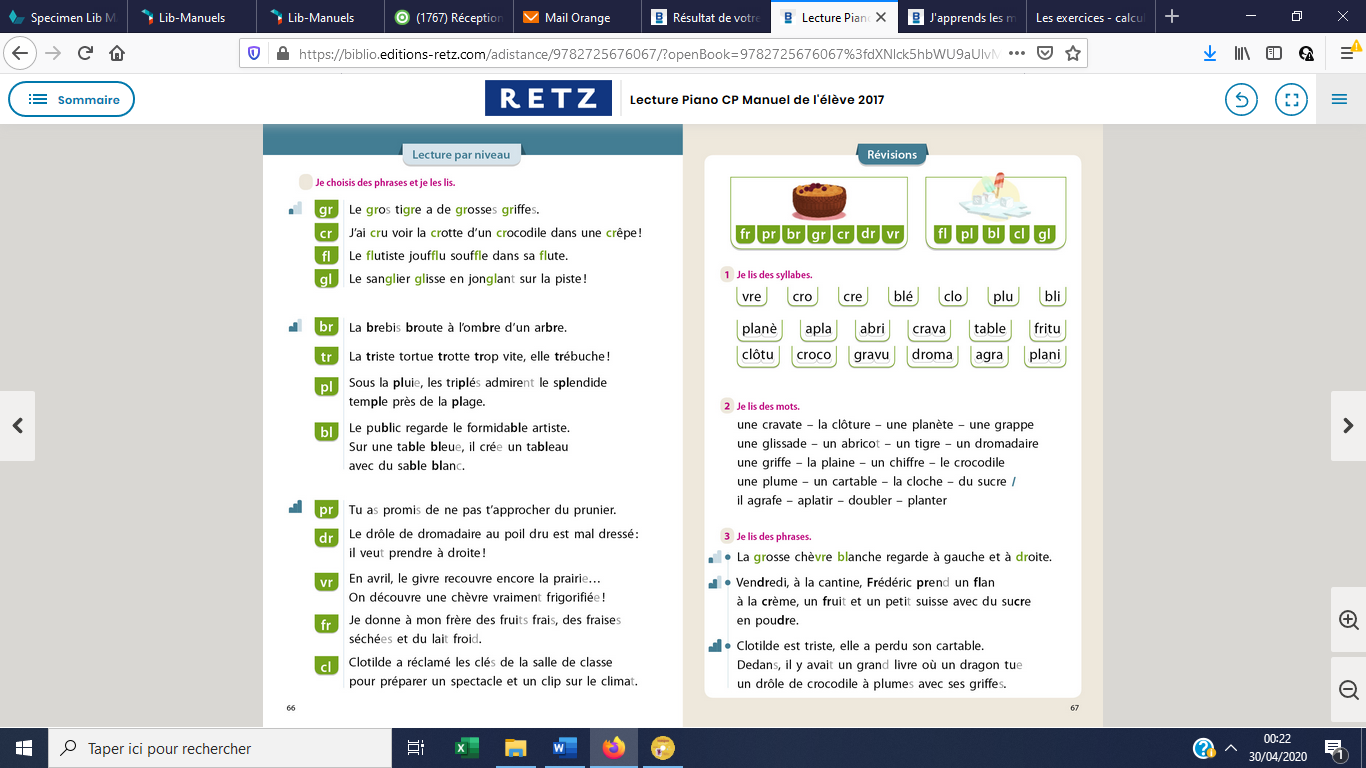 Specimen Lib M
Lib-Manuels
Lib-Manuels
(1767) Réception
Mail Orange
Résultat de votre
Lecture Piano
J'apprends les m
Les exercices - calcul
https://biblio.editions-retz.com/adistance/9782725676067/?openBook=9782725676067%3fdXNlck5hbWU9aUlvM
Sommaire
RETZ
Lecture Piano CP Manuel de l'élève 2017
Lecture par niveau
Je choisis des phrases et je les lis.
gr Le gros tigre a de grosses griffes.
cr J'ai cru voir la crotte d'un crocodile dans une crêpe !
fl Le flutiste joufflu souffle dans sa flute.
gl Le sanglier glisse en jonglant sur la piste !
br La brebis broute à l'ombre d'un arbre.
tr La triste tortue trotte trop vite, elle trébuche !
pl Sous la pluie, les triplés admirent le splendide
temple près de la plage.
bl Le public regarde le formidable artiste.
Sur une table bleue, il crée un tableau
avec du sable blanc.
pr Tu as promis de ne pas t'approcher du prunier.
dr Le drôle de dromadaire au poil dru est mal dressé :
il veut prendre à droite !
vr En avril, le givre recouvre encore la prairie...
On découvre une chèvre vraiment frigorifiée !
fr Je donne à mon frère des fruits frais, des fraises
séchées et du lait froid.
cl Clotilde a réclamé les clés de la salle de classe
pour préparer un spectacle et un clip sur le climat.
66
Révisions
fr pr br gr cr dr vr
fl pl bl cl gl
1 Je lis des syllabes.
vre cro cre blé clo plu bli
planè apla abri crava table fritu
clôtu croco gravu droma agra plani
2 Je lis des mots.
une cravate – la clôture – une planète – une grappe
une glissade – un abricot – un tigre – un dromadaire
une griffe – la plaine – un chiffre – le crocodile
une plume – un cartable – la cloche – du sucre /
il agrafe – aplatir – doubler – planter
3 Je lis des phrases.
• La grosse chèvre blanche regarde à gauche et à droite.
• Vendredi, à la cantine, Frédéric prend un flan
à la crème, un fruit et un petit suisse avec du sucre
en poudre.
• Clotilde est triste, elle a perdu son cartable.
Dedans, il y avait un grand livre où un dragon tue
un drôle de crocodile à plumes avec ses griffes.
67
Taper ici pour rechercher
00:22
30/04/2020
1